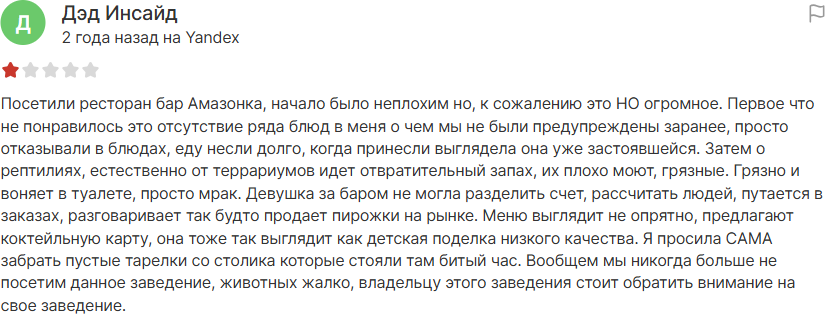 Д
Дэд Инсайд
2 года назад на Yandex
Посетили ресторан бар Амазонка, начало было неплохим но, к сожалению это НО огромное. Первое что
не понравилось это отсутствие ряда блюд в меня о чем мы не были предупреждены заранее, просто
отказывали в блюдах, еду несли долго, когда принесли выглядела она уже застоявшейся. Затем о
рептилиях, естественно от террариумов идет отвратительный запах, их плохо моют, грязные. Грязно и
воняет в туалете, просто мрак. Девушка за баром не могла разделить счет, рассчитать людей, путается в
заказах, разговаривает так будто продает пирожки на рынке. Меню выглядит не опрятно, предлагают
коктейльную карту, она тоже так выглядит как детская поделка низкого качества. Я просила САМА
забрать пустые тарелки со столика которые стояли там битый час. Вообщем мы никогда больше не
посетим данное заведение, животных жалко, владельцу этого заведения стоит обратить внимание на
свое заведение.